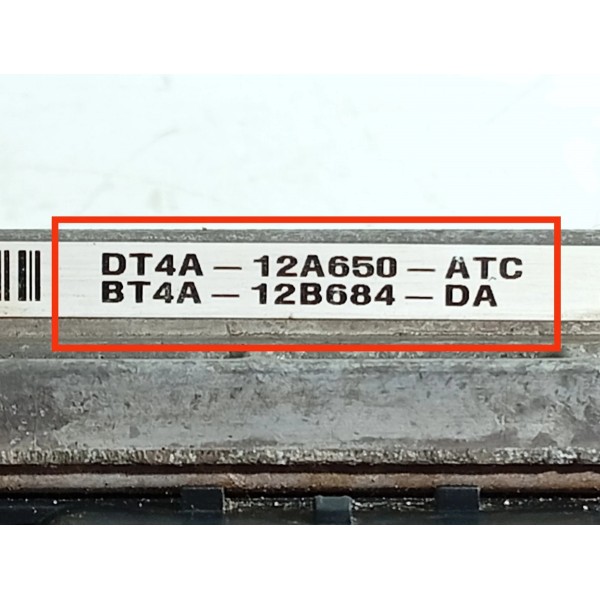 DT4A – 12A650 – ATC
BT4A – 12B684 – DA